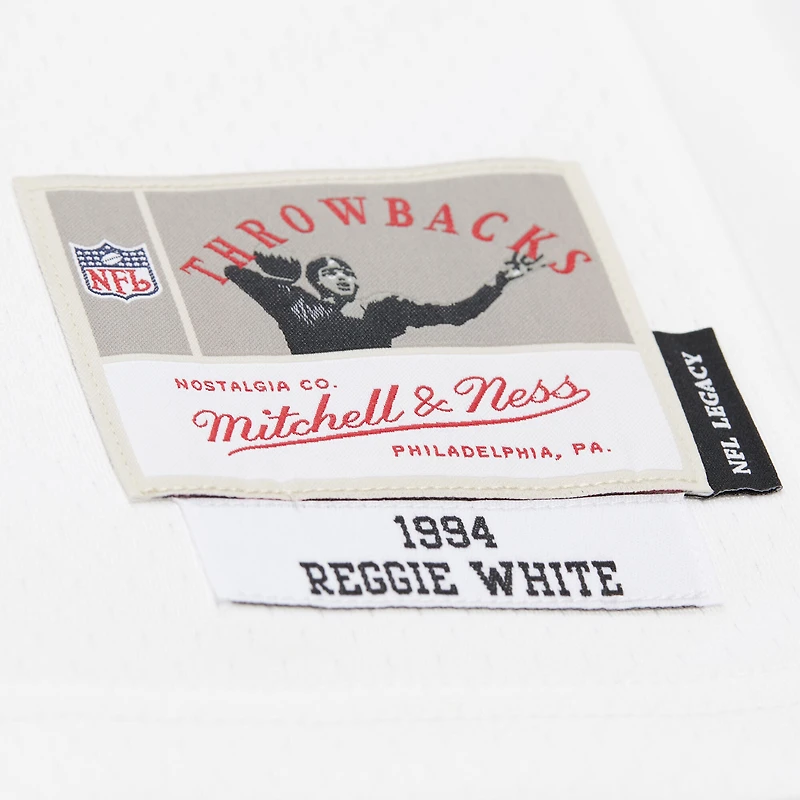 THROWBACKS
NFL
NOSTALGIA CO.
Mitchell & Ness
PHILADELPHIA, PA.
NFL LEGACY
1994
REGGIE WHITE